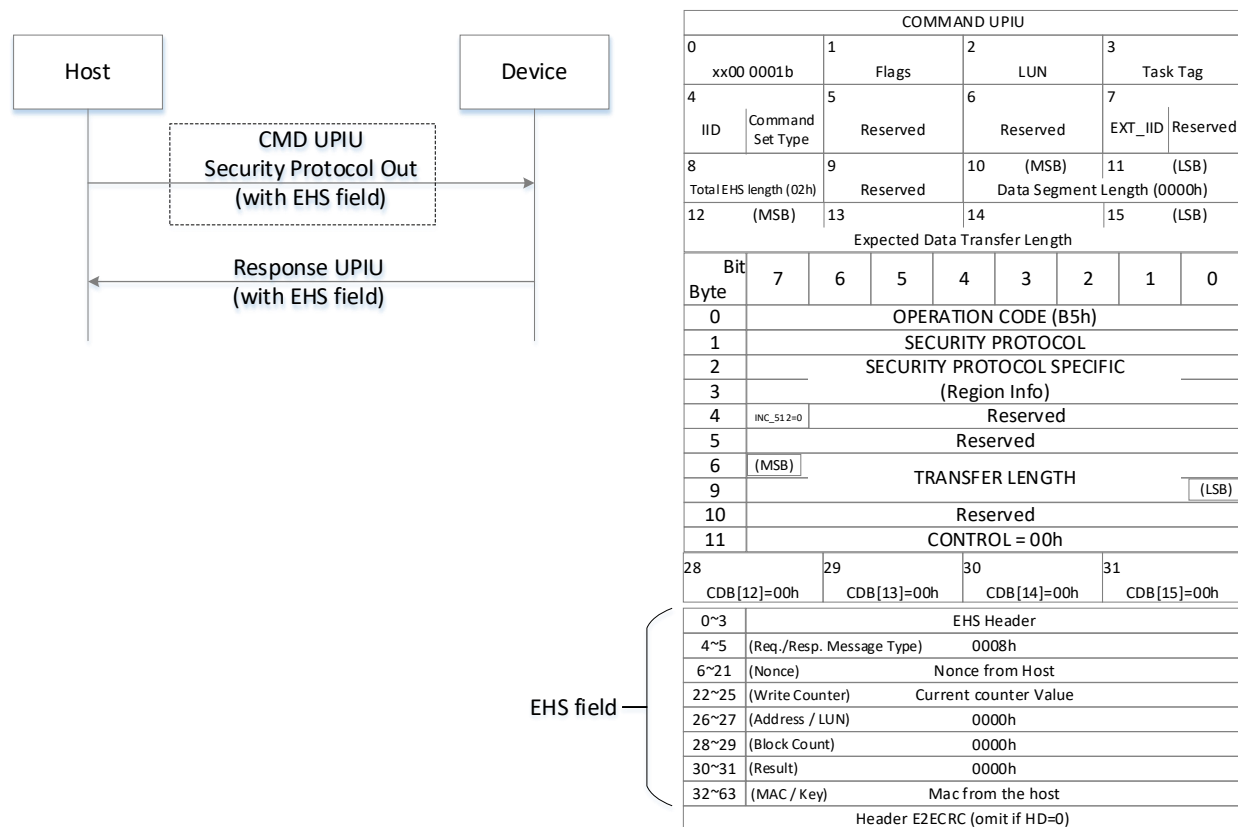 Host
Device
CMD UPIU
Security Protocol Out
(with EHS field)
Response UPIU
(with EHS field)
COMMAND UPIU
0 1 2 3
xx00 0001b Flags LUN Task Tag
4 5 6 7
IID Command Set Type Reserved Reserved EXT_IID Reserved
8 9 10 (MSB) 11 (LSB)
Total EHS length (02h) Reserved Data Segment Length (0000h)
12 (MSB) 13 14 15 (LSB)
Expected Data Transfer Length
Bit
Byte 7 6 5 4 3 2 1 0
0 OPERATION CODE (B5h)
1 SECURITY PROTOCOL
2 SECURITY PROTOCOL SPECIFIC
3 (Region Info)
4 INC_512=0 Reserved
5 Reserved
6 (MSB)
TRANSFER LENGTH
9 (LSB)
10 Reserved
11 CONTROL = 00h
28 29 30 31
CDB[12]=00h CDB[13]=00h CDB[14]=00h CDB[15]=00h
EHS field
0~3 EHS Header
4~5 (Req./Resp. Message Type) 0008h
6~21 (Nonce) Nonce from Host
22~25 (Write Counter) Current counter Value
26~27 (Address / LUN) 0000h
28~29 (Block Count) 0000h
30~31 (Result) 0000h
32~63 (MAC / Key) Mac from the host
Header E2ECRC (omit if HD=0)